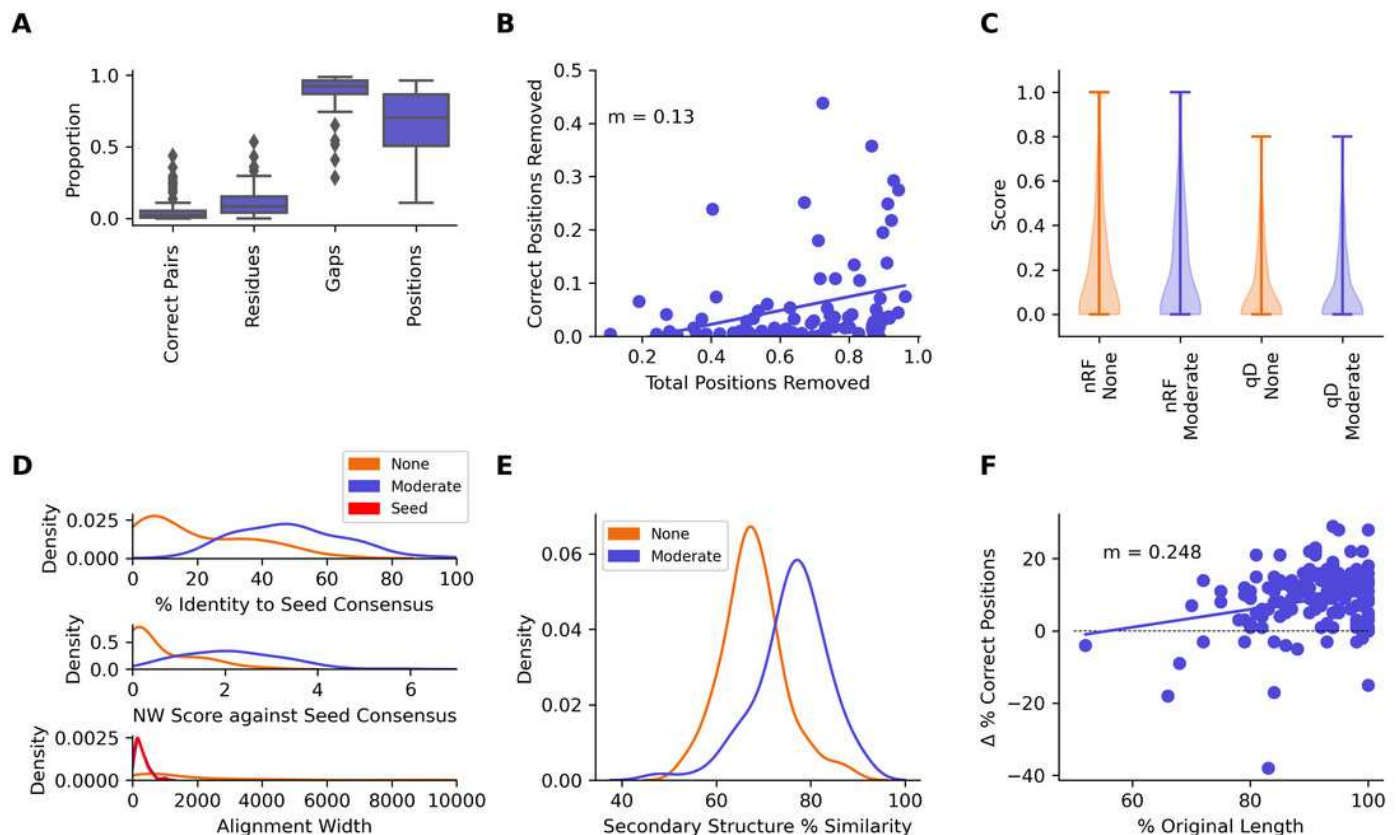 A
1.0
0.5
0.0
Proportion
Correct Pairs
Residues
Gaps
Positions
B
0.5
0.4
0.3
0.2
0.1
0.0
Correct Positions Removed
m = 0.13
0.2
0.4
0.6
0.8
1.0
Total Positions Removed
C
1.0
0.8
0.6
0.4
0.2
0.0
Score
nRF
None
nRF
Moderate
qD
None
qD
Moderate
D
None
Moderate
Seed
0.025
0.000
Density
0
20
40
60
80
100
% Identity to Seed Consensus
0.5
0.0
Density
0
2
4
6
NW Score against Seed Consensus
0.0025
0.0000
Density
0
2000
4000
6000
8000
10000
Alignment Width
E
None
Moderate
0.06
0.04
0.02
0.00
Density
40
60
80
100
Secondary Structure % Similarity
F
20
0
−20
−40
Δ % Correct Positions
m = 0.248
60
80
100
% Original Length